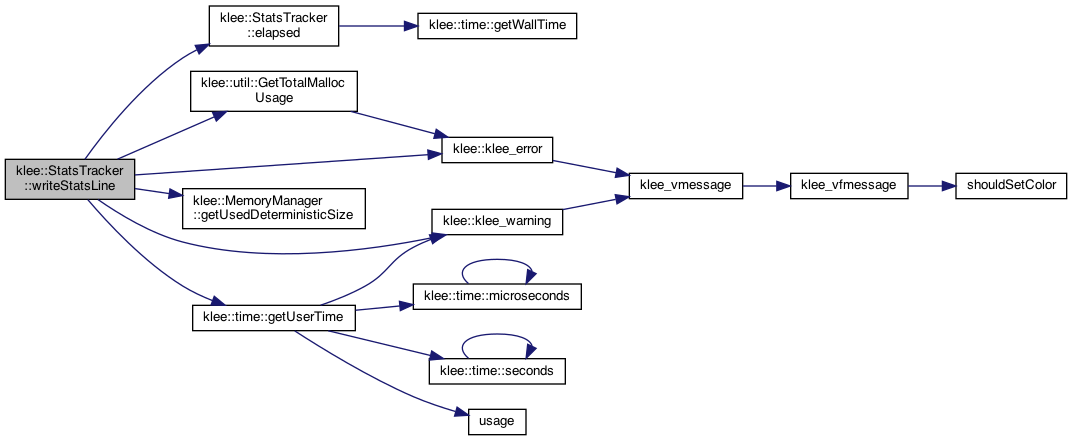 klee::StatsTracker
::elapsed
klee::time::getWallTime
klee::util::GetTotalMalloc
Usage
klee::klee_error
klee::StatsTracker
::writeStatsLine
klee_vmessage
klee_vfmessage
shouldSetColor
klee::MemoryManager
::getUsedDeterministicSize
klee::klee_warning
klee::time::microseconds
klee::time::getUserTime
klee::time::seconds
usage